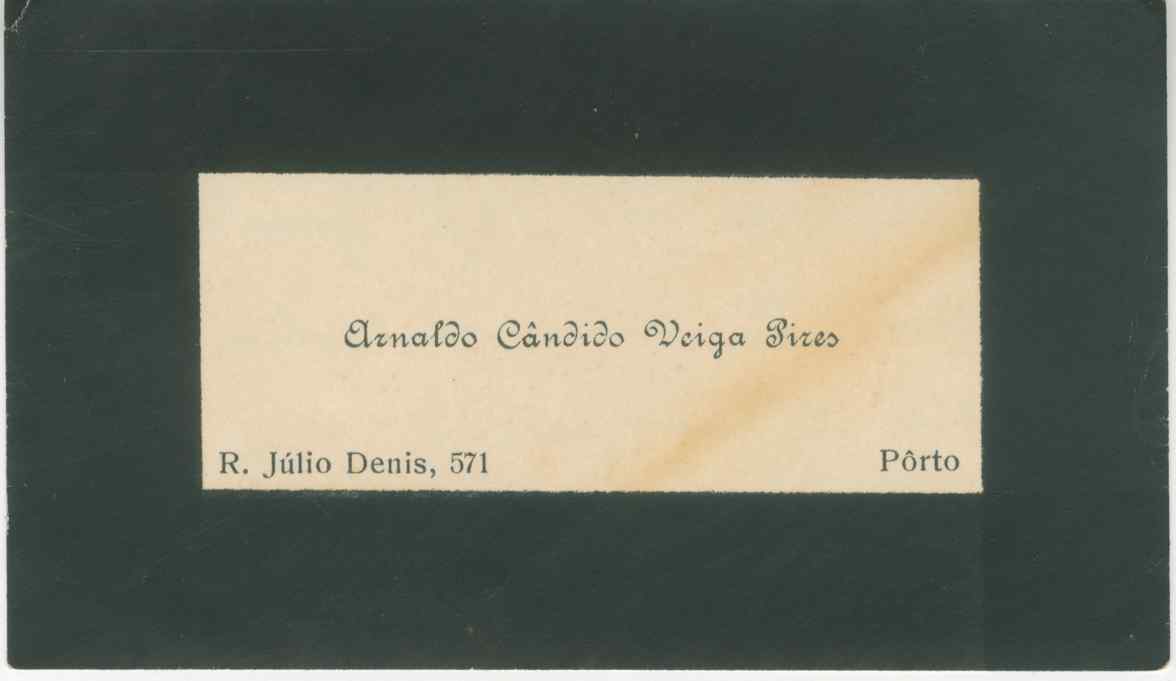 Arnaldo Cândido Veiga Pires
R. Júlio Denis, 571 Pôrto